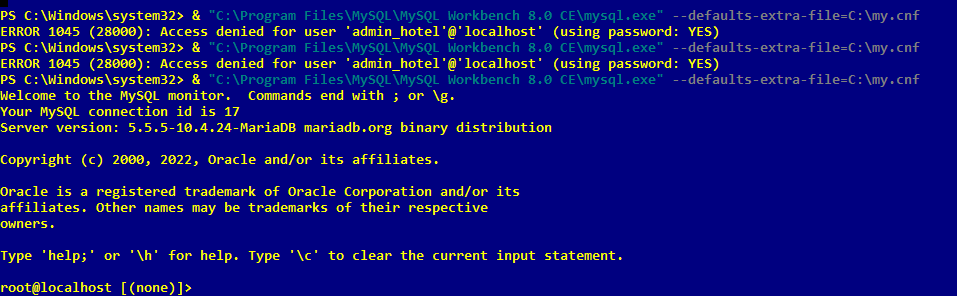 PS C:\Windows\system32> & "C:\Program Files\MySQL\MySQL Workbench 8.0 CE\mysql.exe" --defaults-extra-file=C:\my.cnf
ERROR 1045 (28000): Access denied for user 'admin_hotel'@'localhost' (using password: YES)
PS C:\Windows\system32> & "C:\Program Files\MySQL\MySQL Workbench 8.0 CE\mysql.exe" --defaults-extra-file=C:\my.cnf
ERROR 1045 (28000): Access denied for user 'admin_hotel'@'localhost' (using password: YES)
PS C:\Windows\system32> & "C:\Program Files\MySQL\MySQL Workbench 8.0 CE\mysql.exe" --defaults-extra-file=C:\my.cnf
Welcome to the MySQL monitor.  Commands end with ; or \g.
Your MySQL connection id is 17
Server version: 5.5.5-10.4.24-MariaDB mariadb.org binary distribution
Copyright (c) 2000, 2022, Oracle and/or its affiliates.
Oracle is a registered trademark of Oracle Corporation and/or its
affiliates. Other names may be trademarks of their respective
owners.
Type 'help;' or '\h' for help. Type '\c' to clear the current input statement.
root@localhost [(none)]>